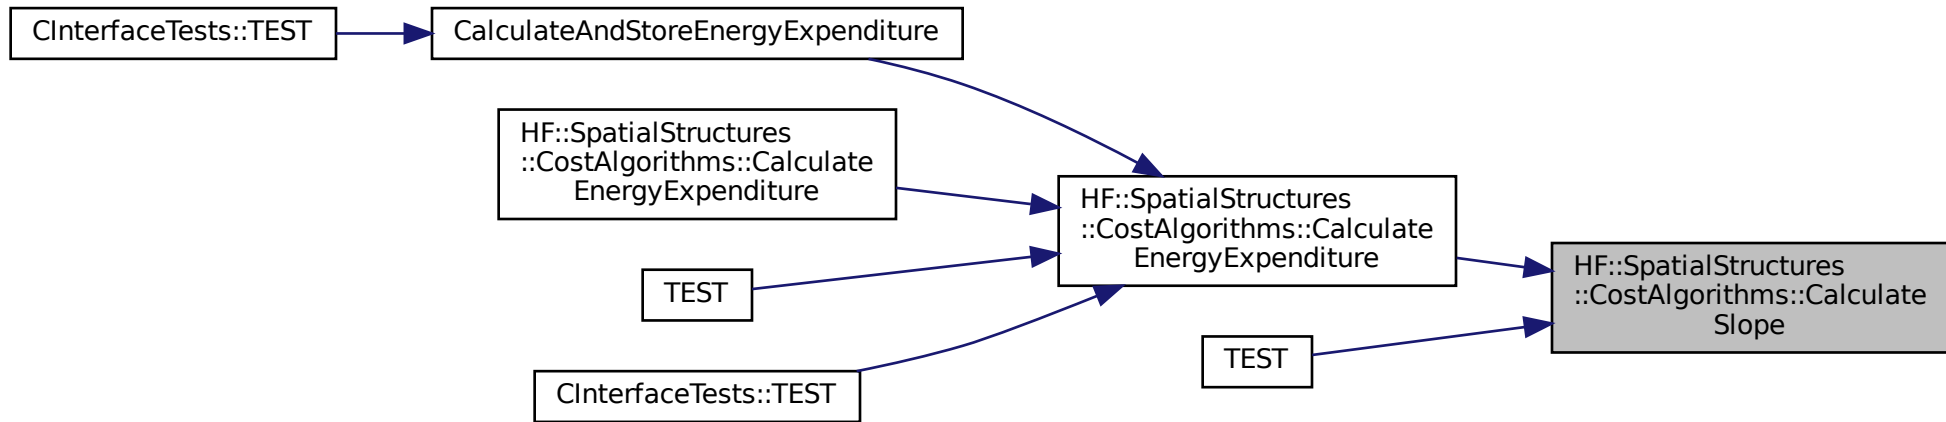 CInterfaceTests::TEST
CalculateAndStoreEnergyExpenditure
HF::SpatialStructures
::CostAlgorithms::Calculate
EnergyExpenditure
TEST
CInterfaceTests::TEST
HF::SpatialStructures
::CostAlgorithms::Calculate
EnergyExpenditure
TEST
HF::SpatialStructures
::CostAlgorithms::Calculate
Slope